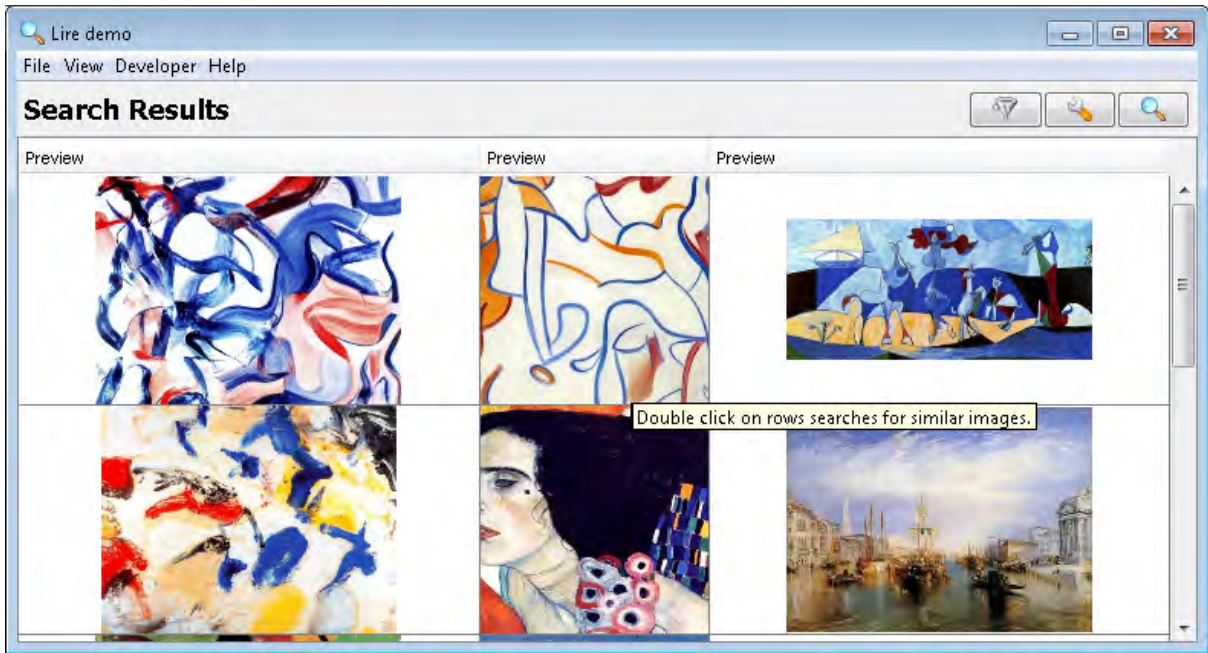 Lire demo
File View Developer Help
Search Results
Preview Preview Preview
Double click on rows searches for similar images.